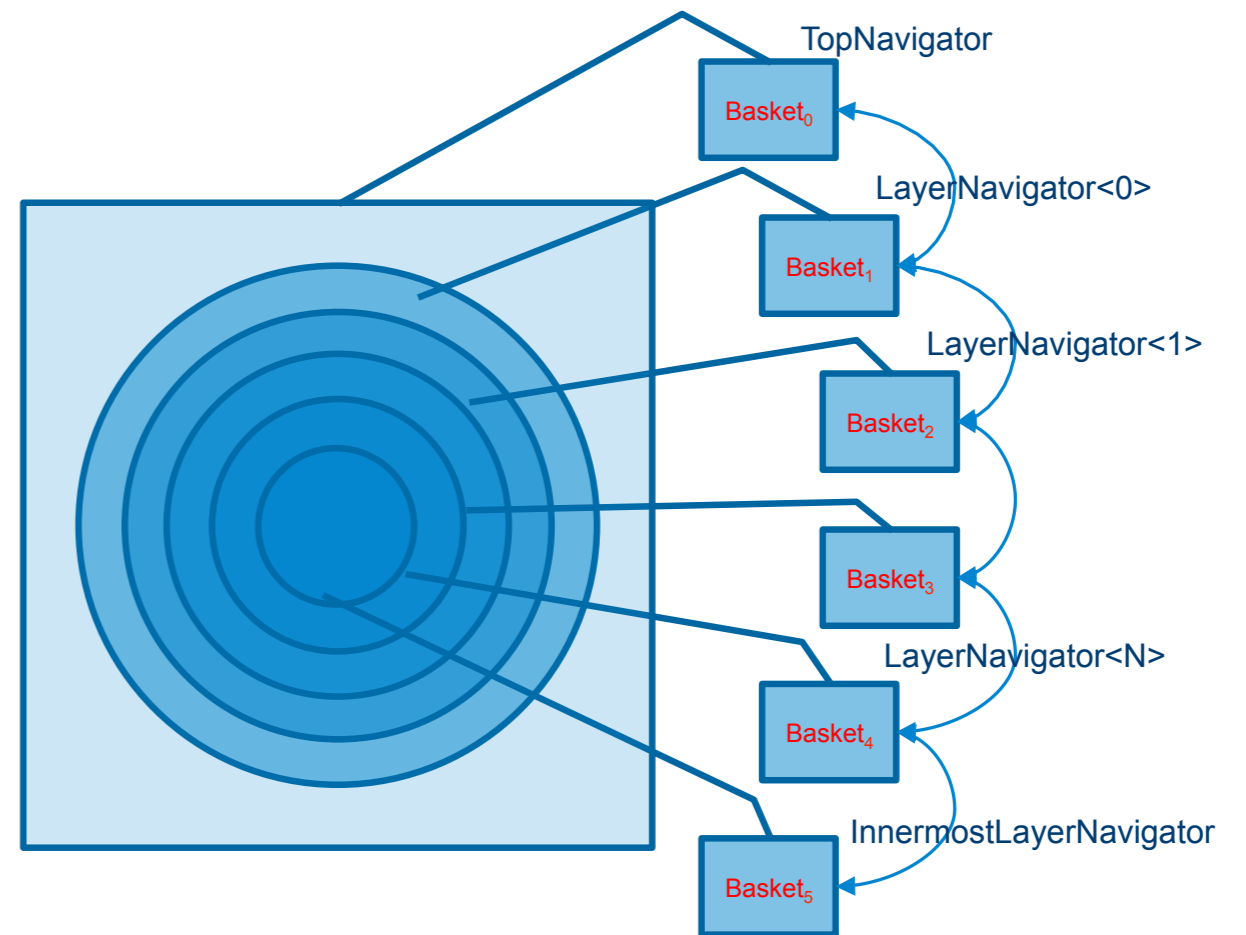 TopNavigator
Basket₀
LayerNavigator<0>
Basket₁
LayerNavigator<1>
Basket₂
Basket₃
LayerNavigator<N>
Basket₄
InnermostLayerNavigator
Basket₅